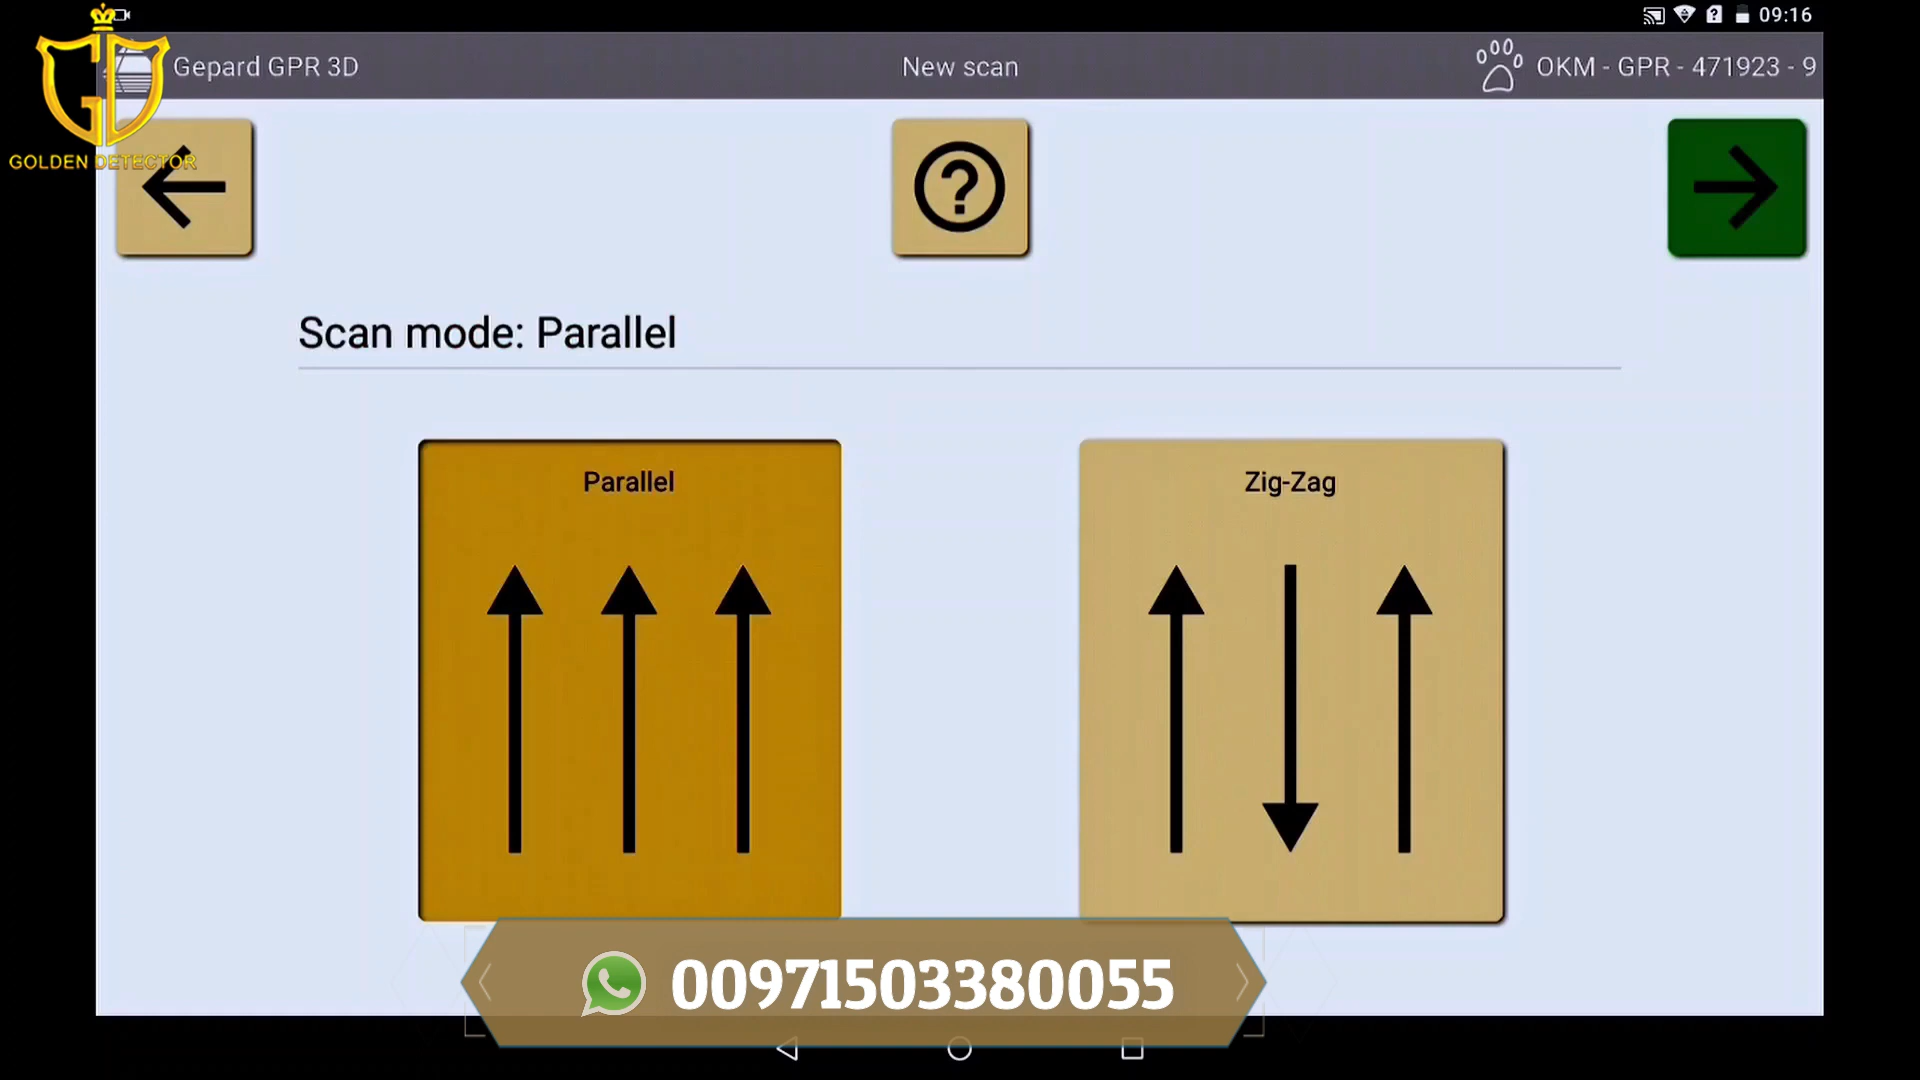 09:16
Gepard GPR 3D
New scan
OKM - GPR - 471923 - 9
GD
GOLDEN DETECTOR
Scan mode: Parallel
Parallel
Zig-Zag
00971503380055